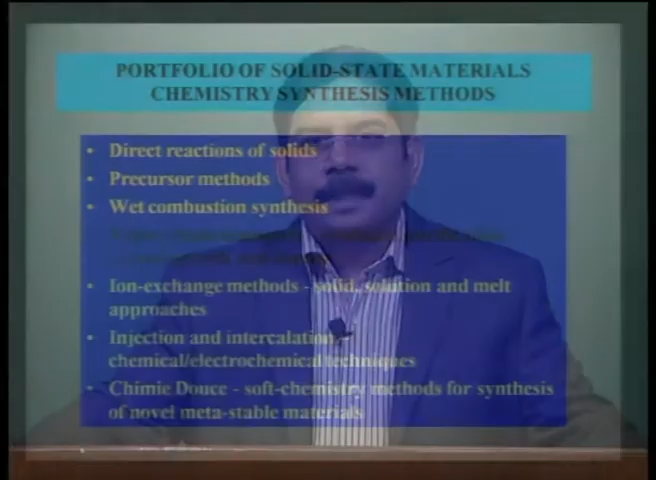 PORTFOLIO OF SOLID-STATE MATERIALS
CHEMISTRY SYNTHESIS METHODS
• Direct reactions of solids
• Precursor methods
• Wet combustion synthesis
• Ion-exchange methods - solid, solution and melt
approaches
• Injection and intercalation,
chemical/electrochemical techniques
• Chimie Douce - soft-chemistry methods for synthesis
of novel meta-stable materials